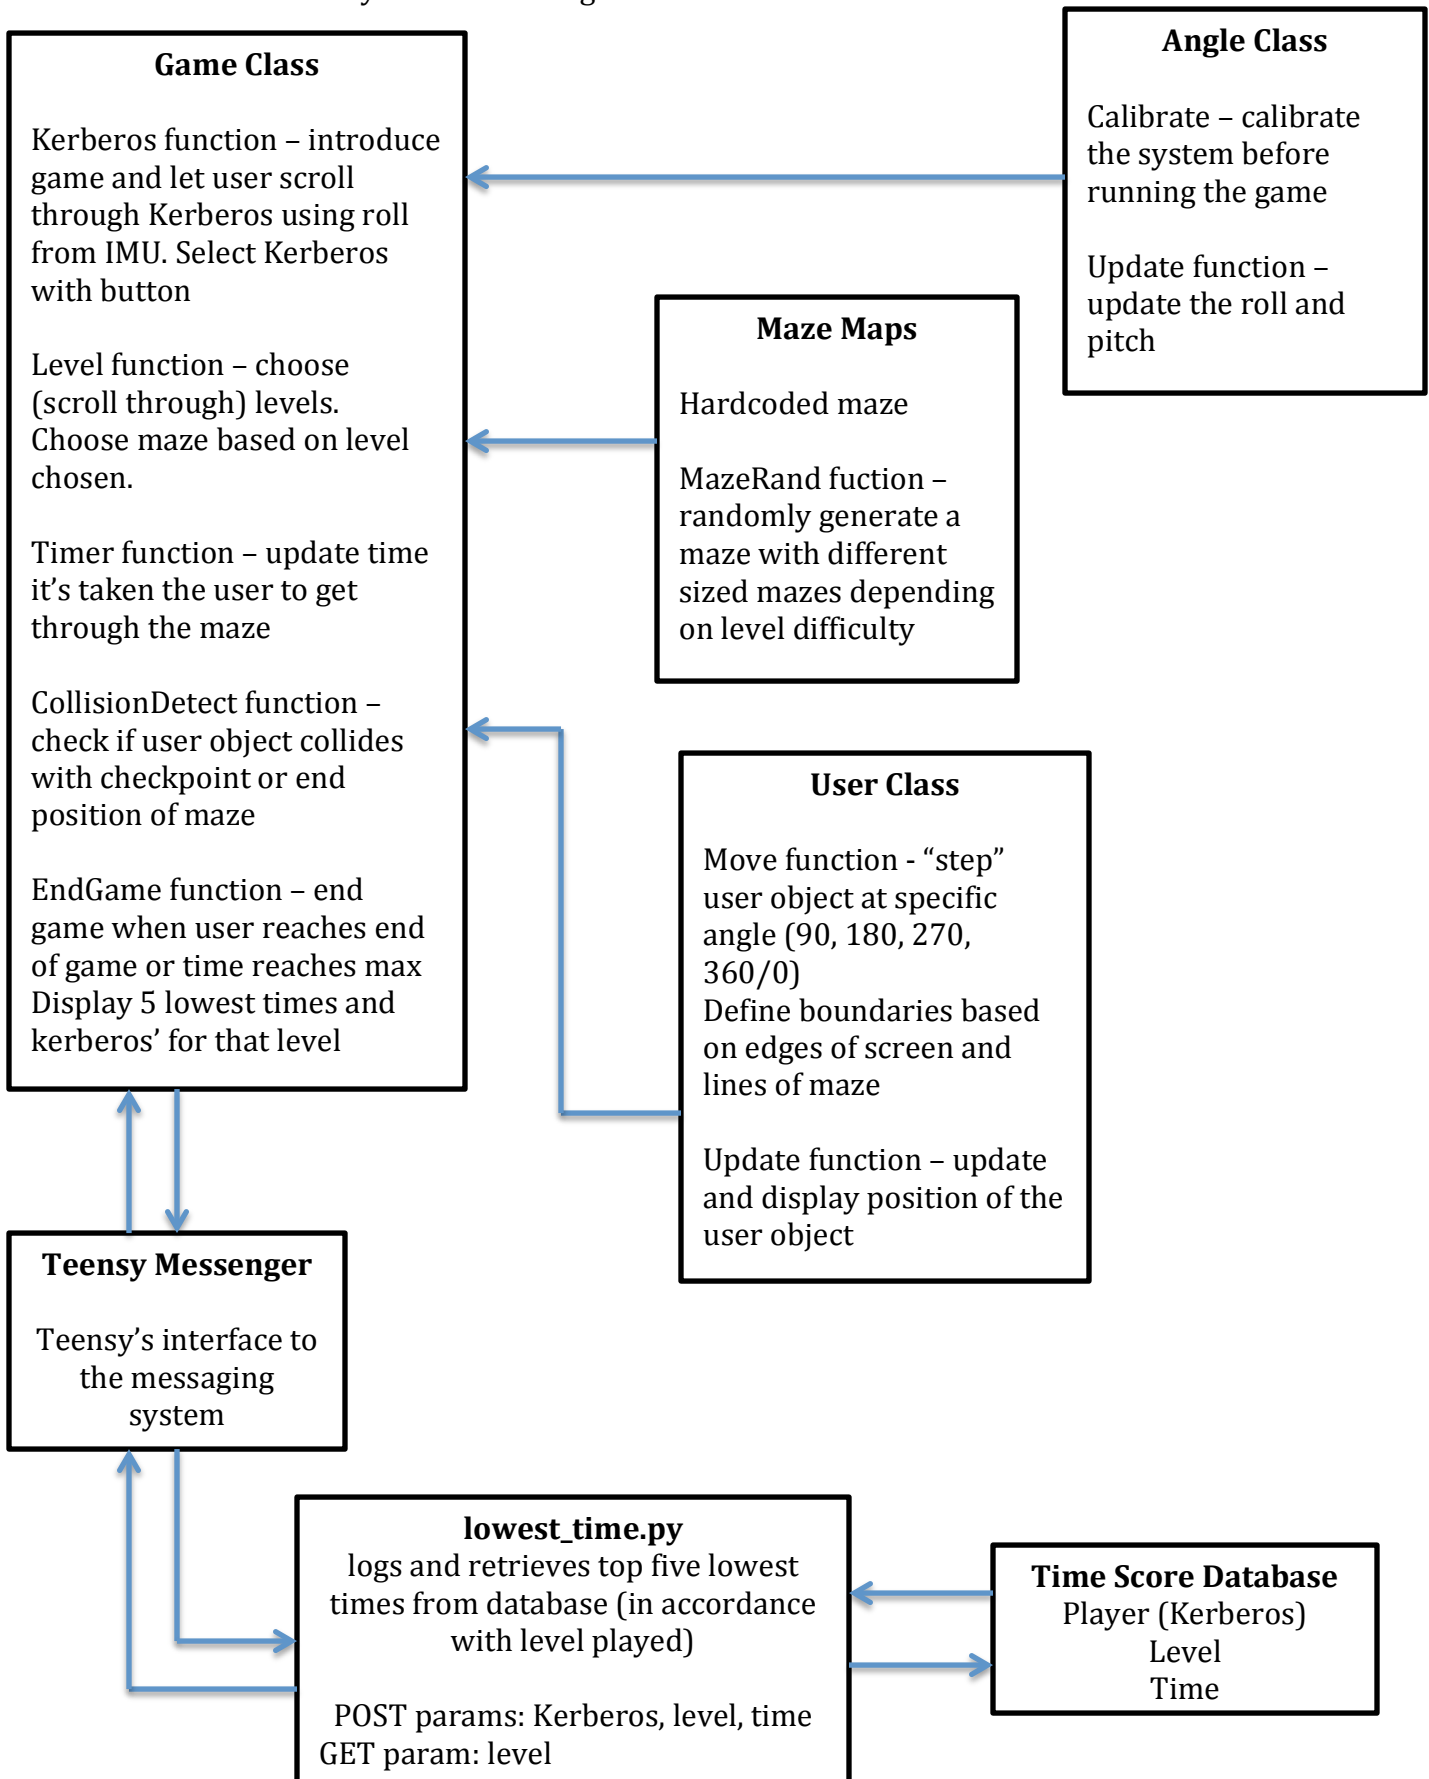 Game Class
Kerberos function – introduce
game and let user scroll
through Kerberos using roll
from IMU. Select Kerberos
with button
Level function – choose
(scroll through) levels.
Choose maze based on level
chosen.
Timer function – update time
it's taken the user to get
through the maze
CollisionDetect function –
check if user object collides
with checkpoint or end
position of maze
EndGame function – end
game when user reaches end
of game or time reaches max
Display 5 lowest times and
kerberos' for that level
Angle Class
Calibrate – calibrate
the system before
running the game
Update function –
update the roll and
pitch
Maze Maps
Hardcoded maze
MazeRand fuction –
randomly generate a
maze with different
sized mazes depending
on level difficulty
User Class
Move function - “step”
user object at specific
angle (90, 180, 270,
360/0)
Define boundaries based
on edges of screen and
lines of maze
Update function – update
and display position of the
user object
Teensy Messenger
Teensy's interface to
the messaging
system
lowest_time.py
logs and retrieves top five lowest
times from database (in accordance
with level played)
POST params: Kerberos, level, time
GET param: level
Time Score Database
Player (Kerberos)
Level
Time